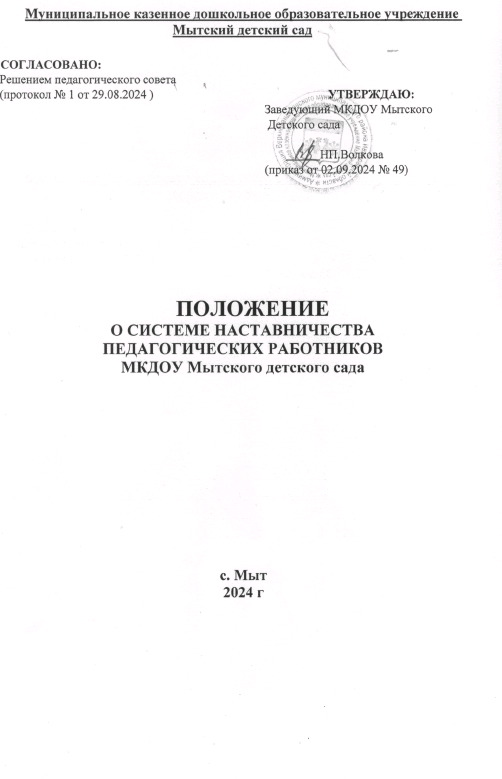 Муниципальное казенное дошкольное образовательное учреждение
Мытский детский сад
СОГЛАСОВАНО:
Решением педагогического совета
(протокол № 1 от 29.08.2024 )
УТВЕРЖДАЮ:
Заведующий МКДОУ Мытского
Детского сада
НП.Волкова
(приказ от 02.09.2024 № 49)
ПОЛОЖЕНИЕ
О СИСТЕМЕ НАСТАВНИЧЕСТВА
ПЕДАГОГИЧЕСКИХ РАБОТНИКОВ
МКДОУ Мытского детского сада
с. Мыт
2024 г